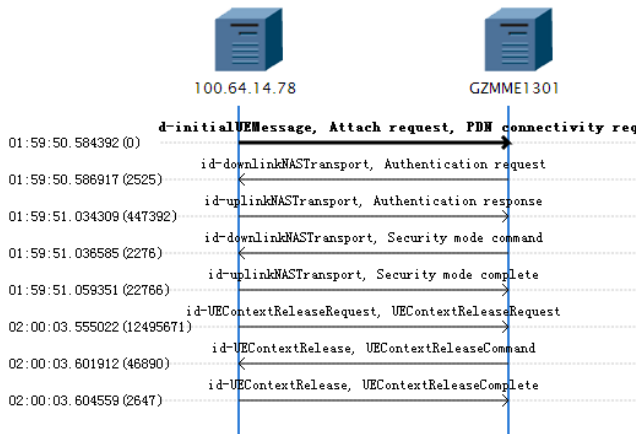 100.64.14.78 GZMME1301
d-initialUEMessage, Attach request, PDN connectivity req
01:59:50.584392(0)
id-downlinkNASTransport, Authentication request
01:59:50.586917(2525)
id-uplinkNASTransport, Authentication response
01:59:51.034309(447392)
id-downlinkNASTransport, Security mode command
01:59:51.036585(2276)
id-uplinkNASTransport, Security mode complete
01:59:51.059351(22766)
id-UEContextReleaseRequest, UEContextReleaseRequest
02:00:03.555022(12495671)
id-UEContextRelease, UEContextReleaseCommand
02:00:03.601912(46890)
id-UEContextRelease, UEContextReleaseComplete
02:00:03.604559(2647)